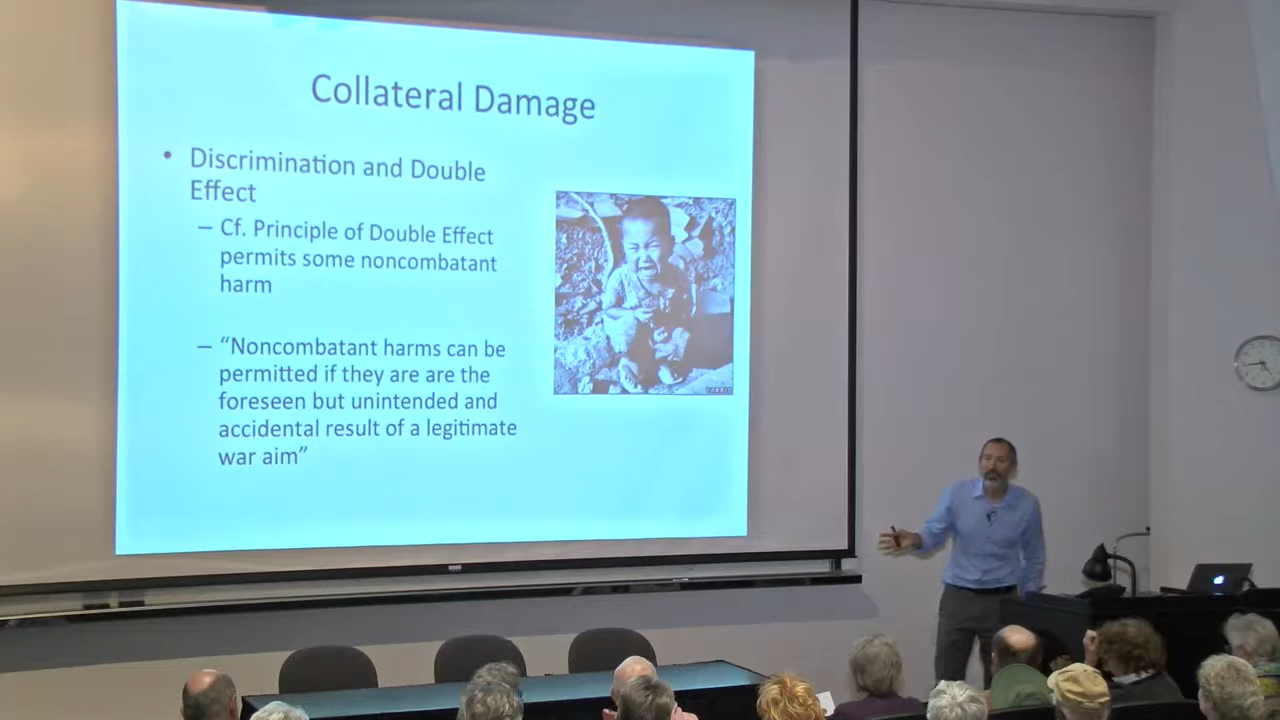 Collateral Damage
• Discrimination and Double
Effect
– Cf. Principle of Double Effect
permits some noncombatant
harm
– “Noncombatant harms can be
permitted if they are are the
foreseen but unintended and
accidental result of a legitimate
war aim”